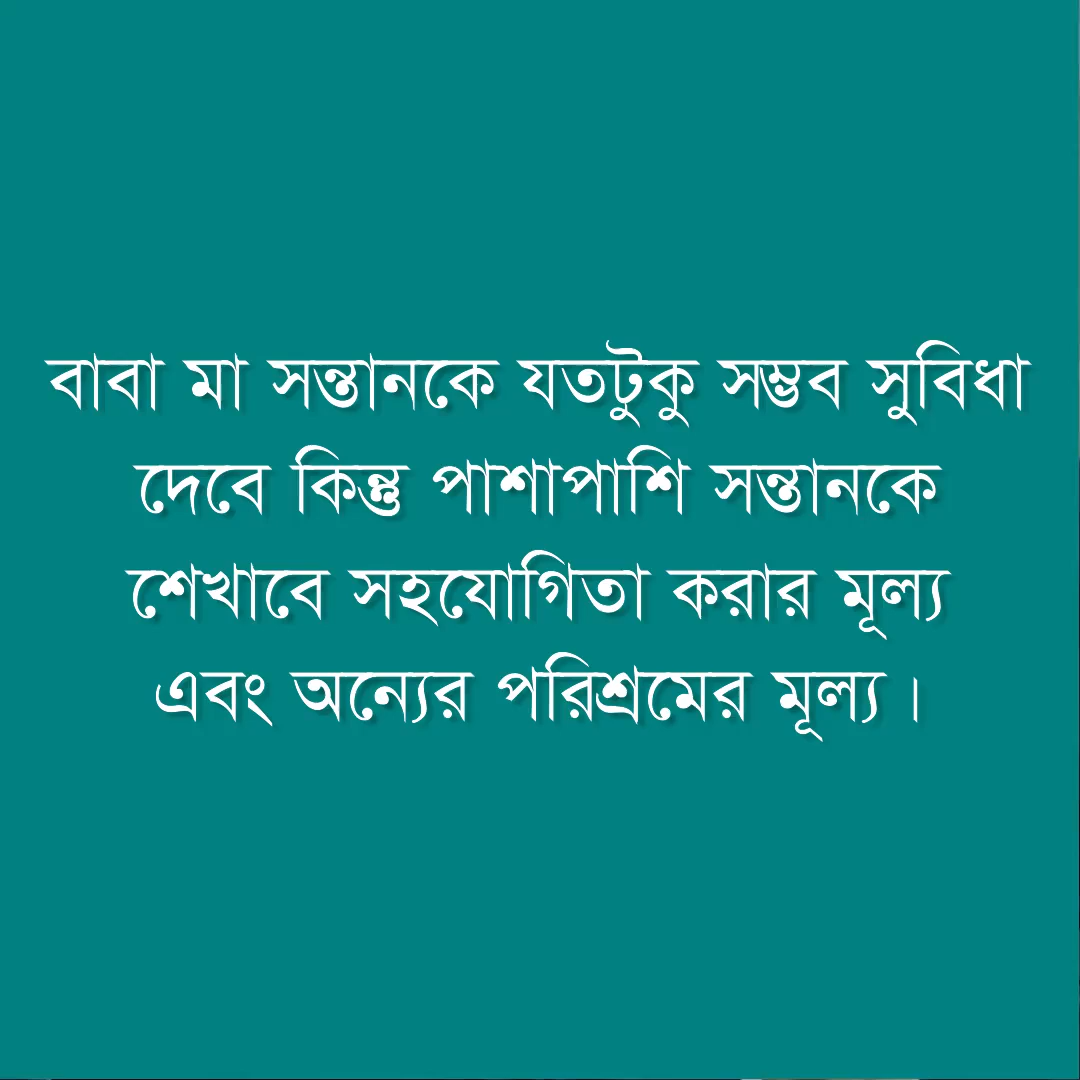 বাবা মা সন্তানকে যতটুকু সম্ভব সুবিধা
দেবে কিন্তু পাশাপাশি সন্তানকে
শেখাবে সহযোগিতা করার মূল্য
এবং অন্যের পরিশ্রমের মূল্য ।